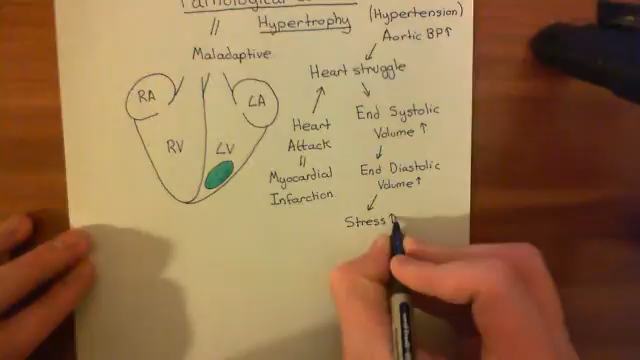 Pathological
Hypertrophy
||
Maladaptive
RA
LA
RV
LV
(Hypertension)
Aortic BP↑
Heart struggle
Heart
Attack
||
Myocardial
Infarction
End Systolic
Volume ↑
End Diastolic
Volume ↑
Stress ↑